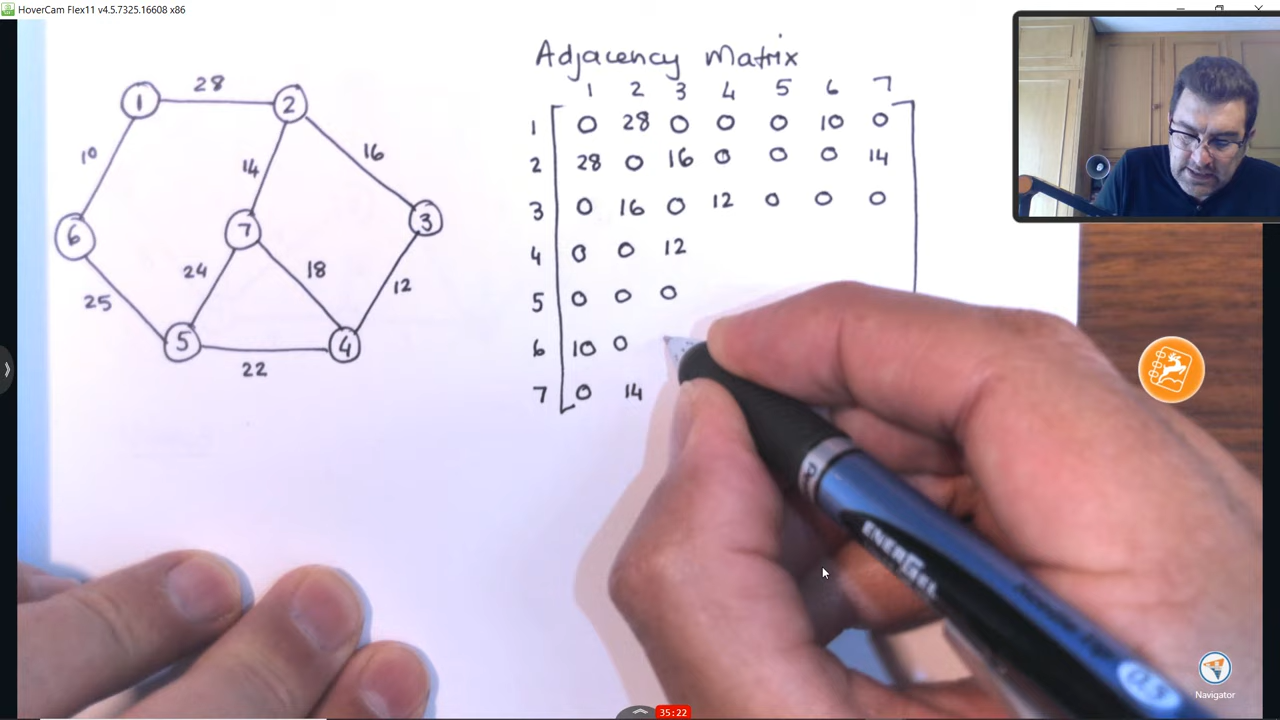 HoverCam Flex11 v4.5.7325.16608 x86
Adjacency Matrix
1 2 3 4 5 6 7
1 0 28 0 0 0 10 0
2 28 0 16 0 0 0 14
3 0 16 0 12 0 0 0
4 0 0 12
5 0 0 0
6 10 0
7 0 14
28
1 2
10 14 16
6 7 3
24 18
25 12
5 4
22
ENERGEL
0.5
35:22
Navigator